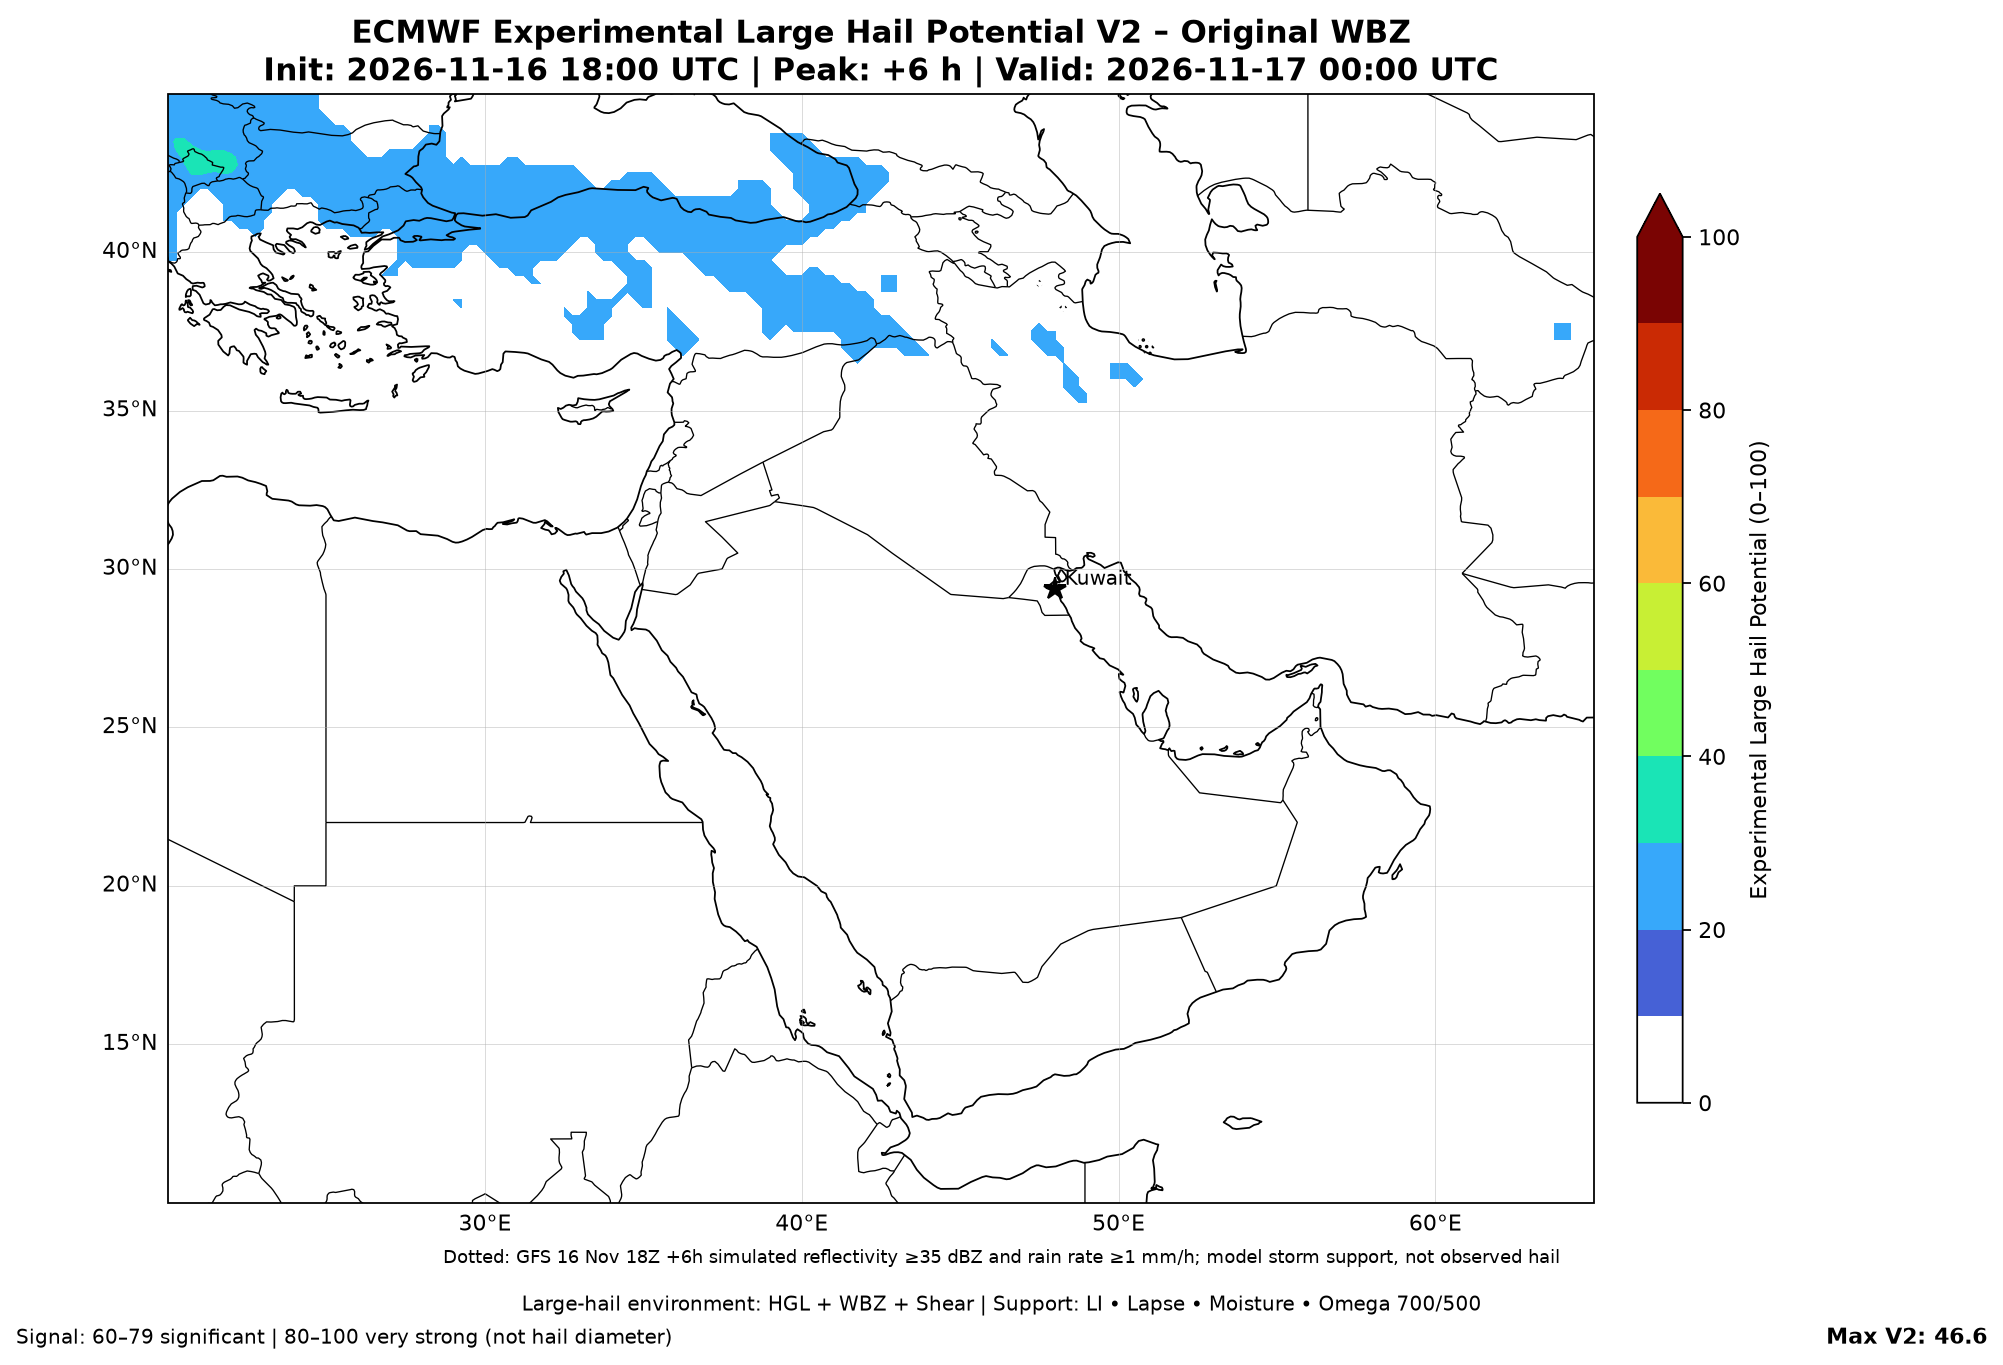 ECMWF Experimental Large Hail Potential V2 – Original WBZ
Init: 2026-11-16 18:00 UTC | Peak: +6 h | Valid: 2026-11-17 00:00 UTC
40°N
35°N
30°N
25°N
20°N
15°N
Kuwait
30°E
40°E
50°E
60°E
100
80
60
40
20
0
Experimental Large Hail Potential (0–100)
Dotted: GFS 16 Nov 18Z +6h simulated reflectivity ≥35 dBZ and rain rate ≥1 mm/h; model storm support, not observed hail
Large-hail environment: HGL + WBZ + Shear | Support: LI • Lapse • Moisture • Omega 700/500
Signal: 60–79 significant | 80–100 very strong (not hail diameter)
Max V2: 46.6